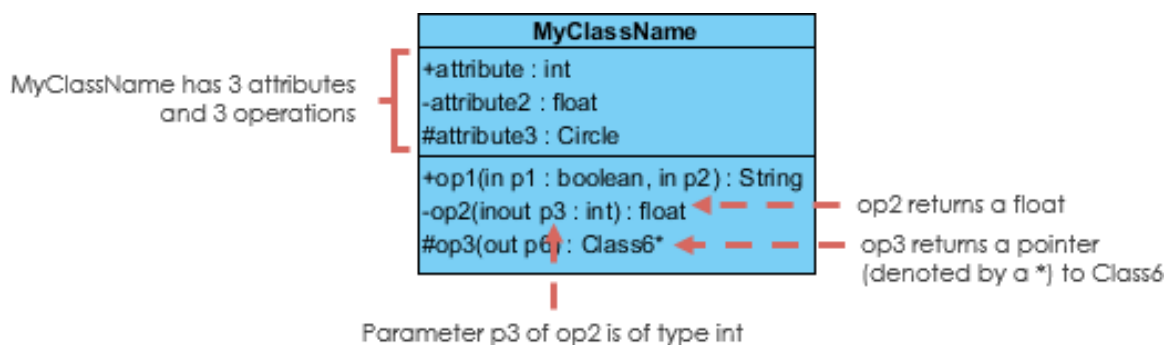 MyClassName
MyClassName has 3 attributes
and 3 operations
+attribute : int
-attribute2 : float
#attribute3 : Circle
+op1(in p1 : boolean, in p2) : String
-op2(inout p3 : int) : float
#op3(out p6) : Class6*
op2 returns a float
op3 returns a pointer
(denoted by a *) to Class6
Parameter p3 of op2 is of type int